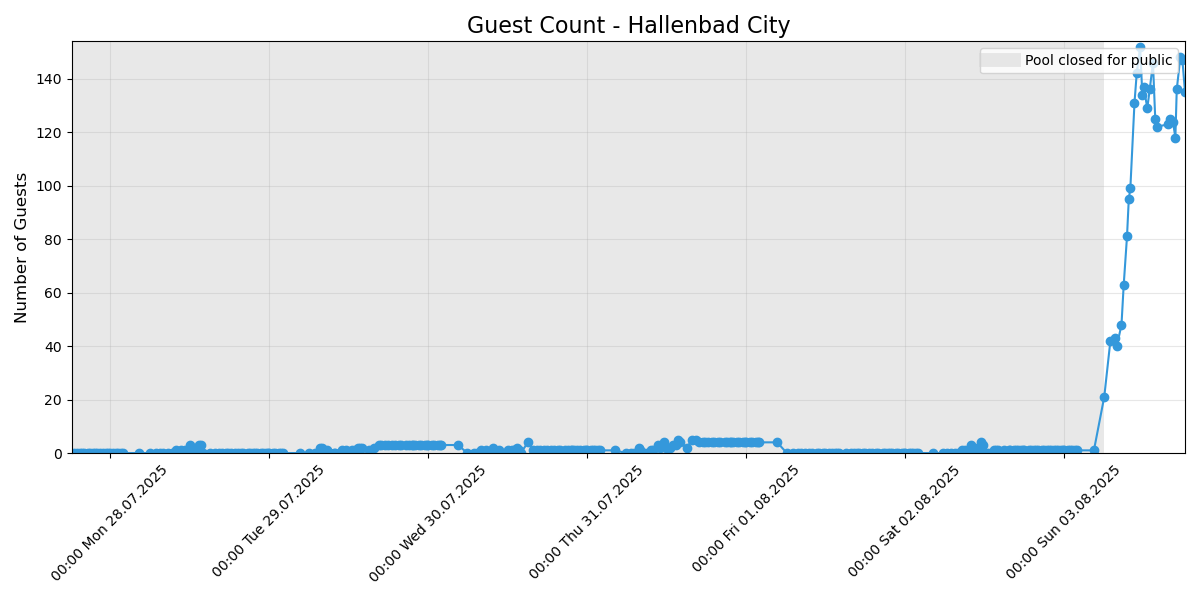 Guest Count - Hallenbad City
Pool closed for public
Number of Guests
140
120
100
80
60
40
20
0
00:00 Mon 28.07.2025
00:00 Tue 29.07.2025
00:00 Wed 30.07.2025
00:00 Thu 31.07.2025
00:00 Fri 01.08.2025
00:00 Sat 02.08.2025
00:00 Sun 03.08.2025